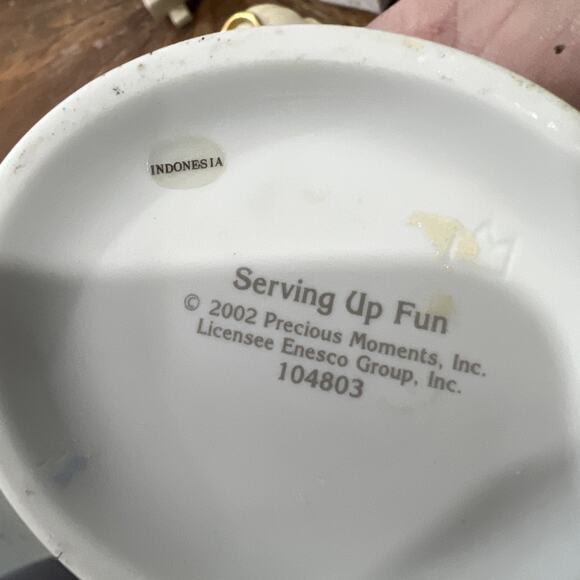 INDONESIA
Serving Up Fun
© 2002 Precious Moments, Inc.
Licensee Enesco Group, Inc.
104803